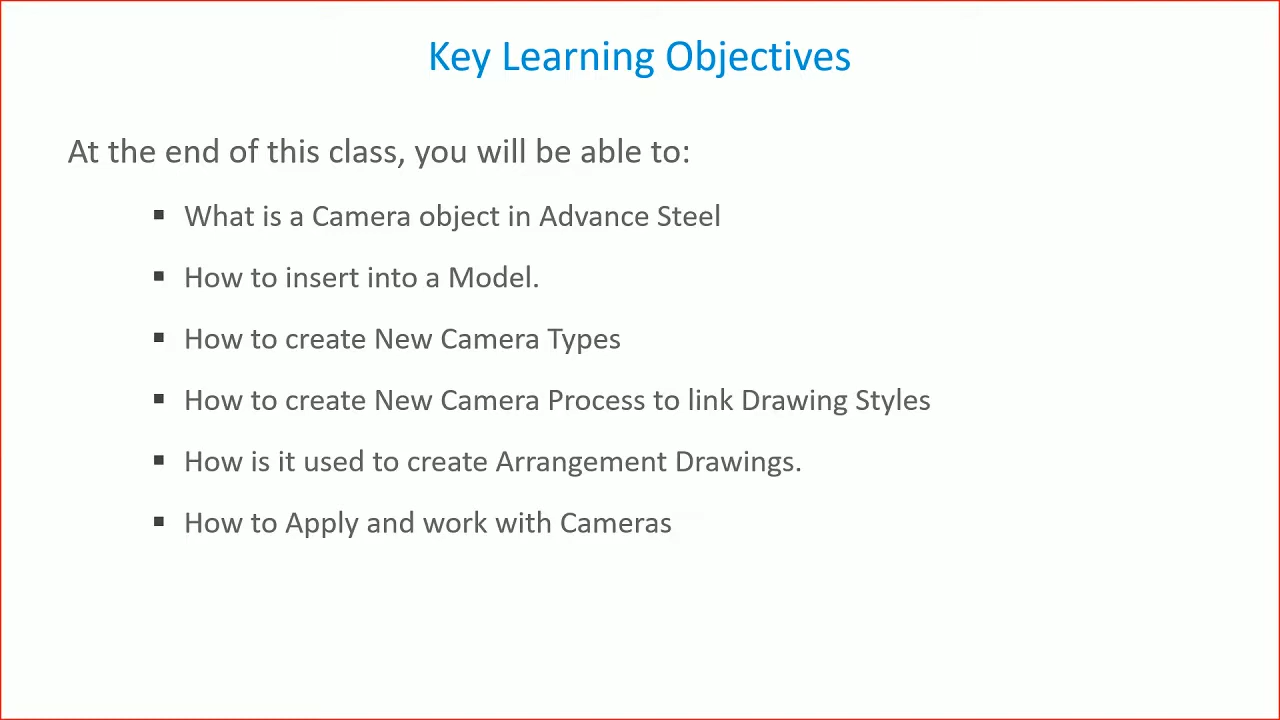 Key Learning Objectives
At the end of this class, you will be able to:
▪ What is a Camera object in Advance Steel
▪ How to insert into a Model.
▪ How to create New Camera Types
▪ How to create New Camera Process to link Drawing Styles
▪ How is it used to create Arrangement Drawings.
▪ How to Apply and work with Cameras